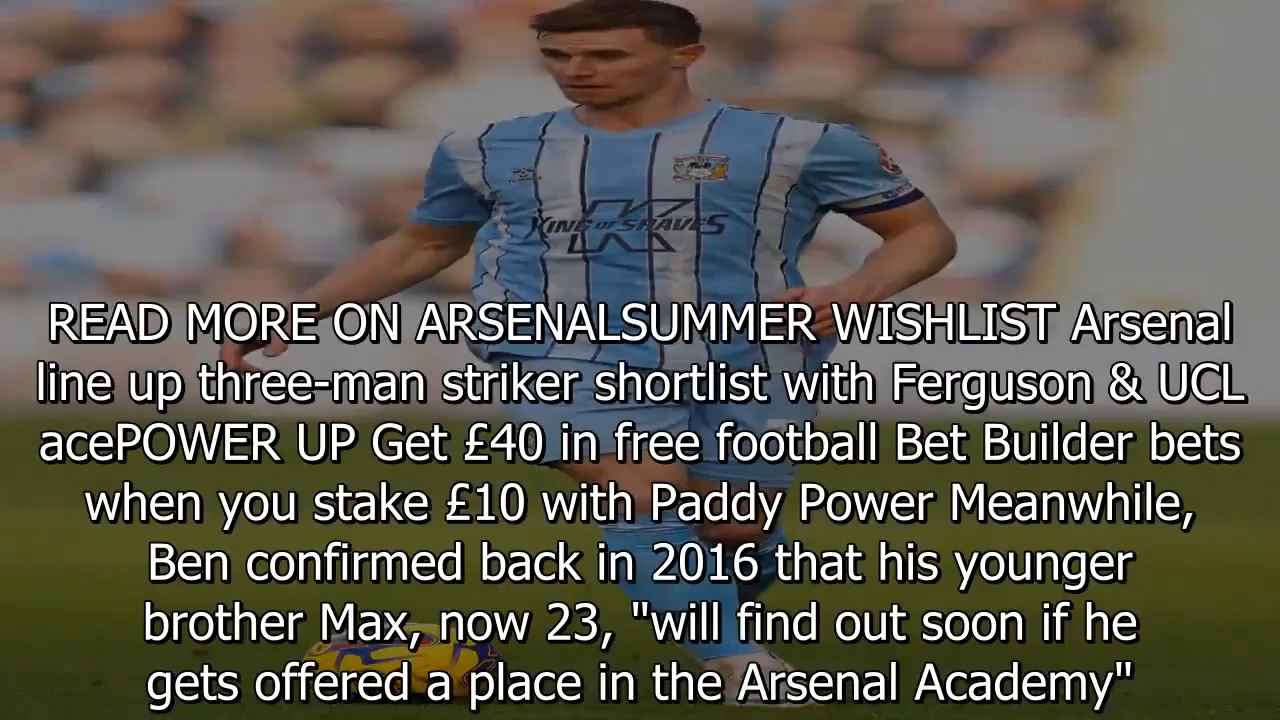 KING OF SHAVES
READ MORE ON ARSENALSUMMER WISHLIST Arsenal
line up three-man striker shortlist with Ferguson & UCL
acePOWER UP Get £40 in free football Bet Builder bets
when you stake £10 with Paddy Power Meanwhile,
Ben confirmed back in 2016 that his younger
brother Max, now 23, "will find out soon if he
gets offered a place in the Arsenal Academy"